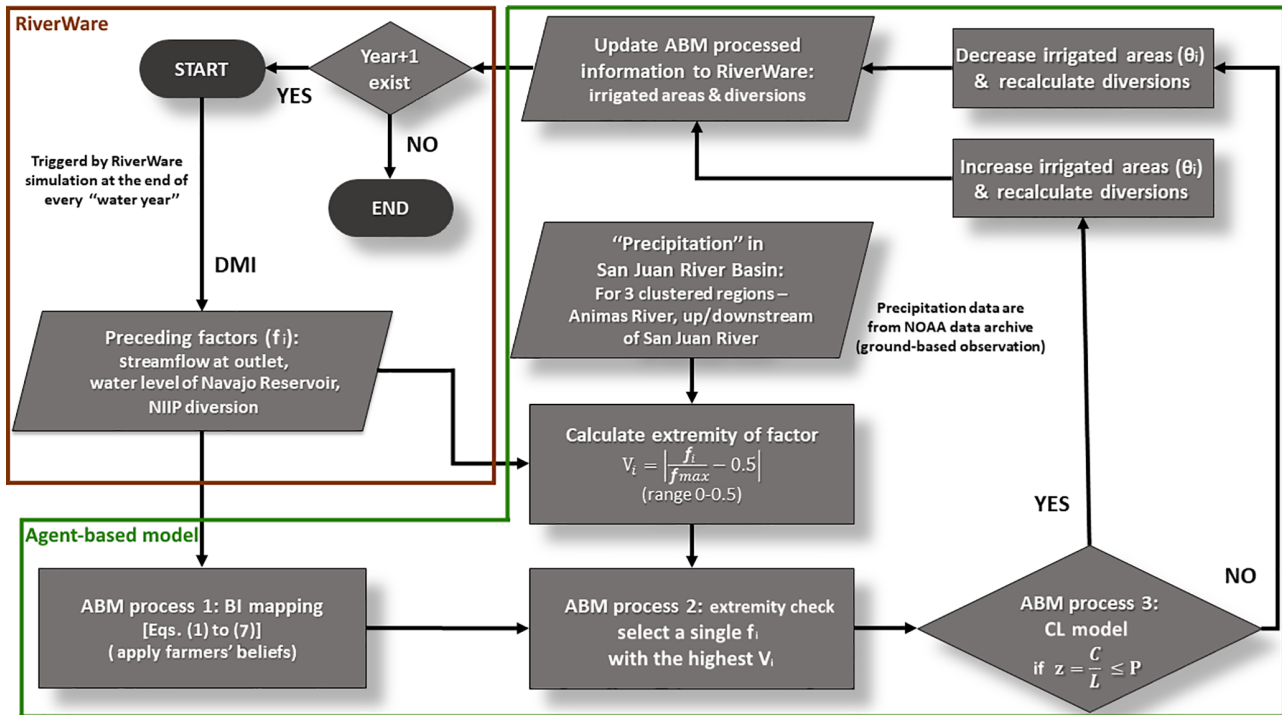 RiverWare
START
Year+1
exist
YES
NO
END
Triggerd by RiverWare
simulation at the end of
every “water year”
DMI
Preceding factors (f i):
streamflow at outlet,
water level of Navajo Reservoir,
NIIP diversion
Update ABM processed
information to RiverWare:
irrigated areas & diversions
Decrease irrigated areas (θi)
& recalculate diversions
Increase irrigated areas (θi)
& recalculate diversions
“Precipitation” in
San Juan River Basin:
For 3 clustered regions –
Animas River, up/downstream
of San Juan River
Precipitation data are
from NOAA data archive
(ground-based observation)
Calculate extremity of factor
V_i = |f_i/fmax − 0.5|
(range 0-0.5)
YES
NO
Agent-based model
ABM process 1: BI mapping
[Eqs. (1) to (7)]
( apply farmers’ beliefs)
ABM process 2: extremity check
select a single f i
with the highest Vi
ABM process 3:
CL model
if z = C/L ≤ P